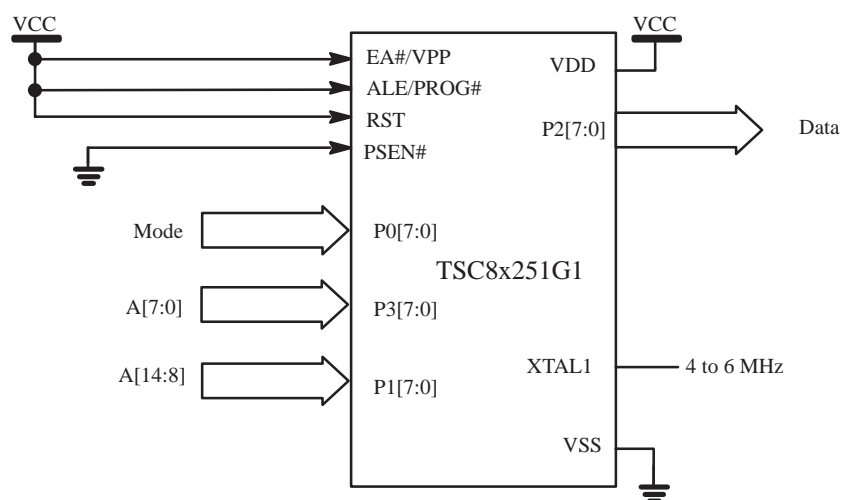 VCC
VCC
EA#/VPP
VDD
ALE/PROG#
RST
P2[7:0]
Data
PSEN#
Mode
P0[7:0]
TSC8x251G1
A[7:0]
P3[7:0]
XTAL1
4 to 6 MHz
A[14:8]
P1[7:0]
VSS